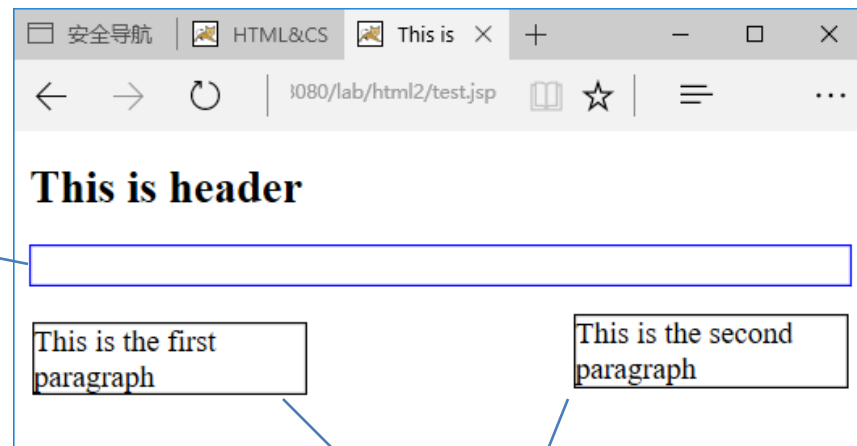 安全导航
HTML&CS
This is
:8080/lab/html2/test.jsp
This is header
This is the first
paragraph
This is the second
paragraph